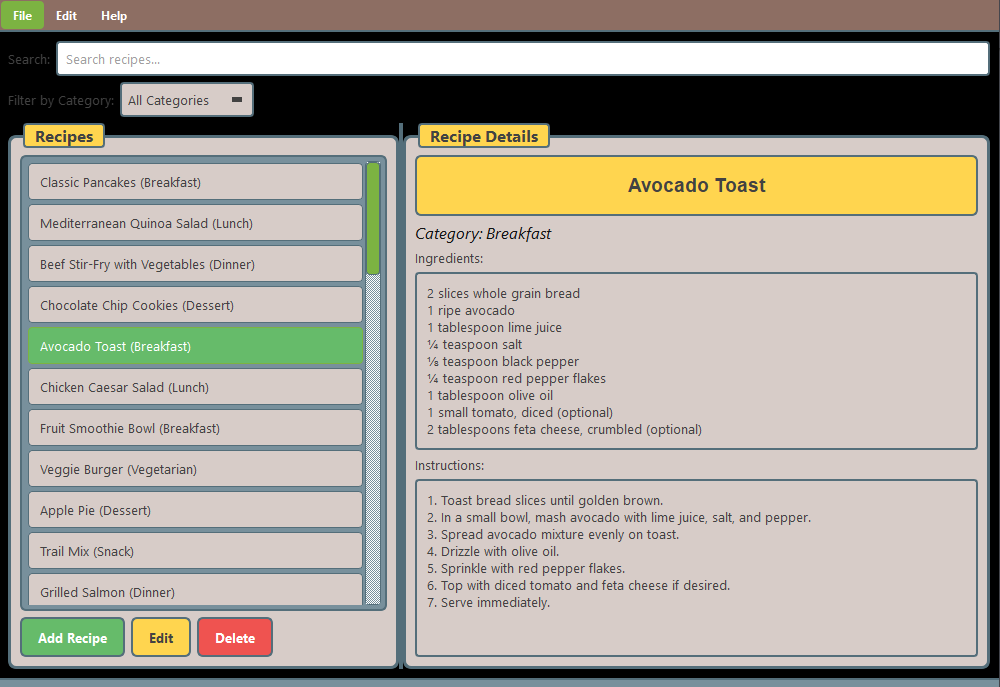 File Edit Help
Search: Search recipes...
Filter by Category: All Categories
Recipes
Classic Pancakes (Breakfast)
Mediterranean Quinoa Salad (Lunch)
Beef Stir-Fry with Vegetables (Dinner)
Chocolate Chip Cookies (Dessert)
Avocado Toast (Breakfast)
Chicken Caesar Salad (Lunch)
Fruit Smoothie Bowl (Breakfast)
Veggie Burger (Vegetarian)
Apple Pie (Dessert)
Trail Mix (Snack)
Grilled Salmon (Dinner)
Add Recipe Edit Delete
Recipe Details
Avocado Toast
Category: Breakfast
Ingredients:
2 slices whole grain bread
1 ripe avocado
1 tablespoon lime juice
¼ teaspoon salt
⅛ teaspoon black pepper
¼ teaspoon red pepper flakes
1 tablespoon olive oil
1 small tomato, diced (optional)
2 tablespoons feta cheese, crumbled (optional)
Instructions:
1. Toast bread slices until golden brown.
2. In a small bowl, mash avocado with lime juice, salt, and pepper.
3. Spread avocado mixture evenly on toast.
4. Drizzle with olive oil.
5. Sprinkle with red pepper flakes.
6. Top with diced tomato and feta cheese if desired.
7. Serve immediately.